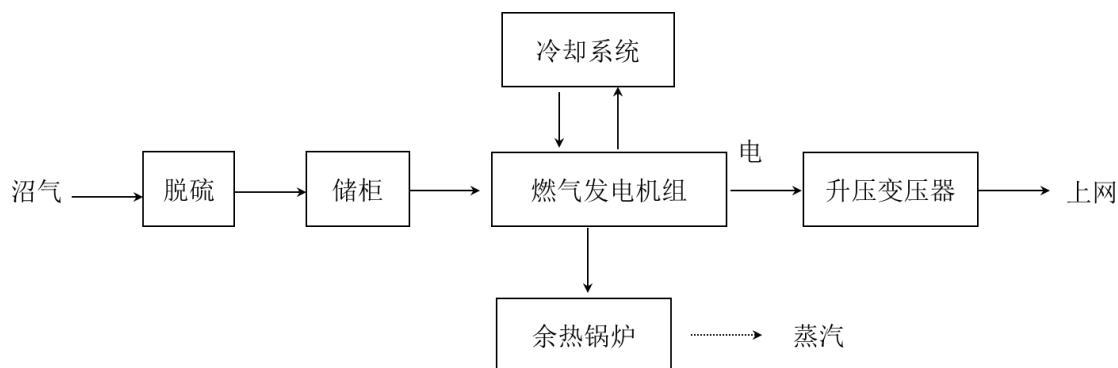 冷却系统
电
沼气
脱硫
储柜
燃气发电机组
升压变压器
上网
余热锅炉
蒸汽